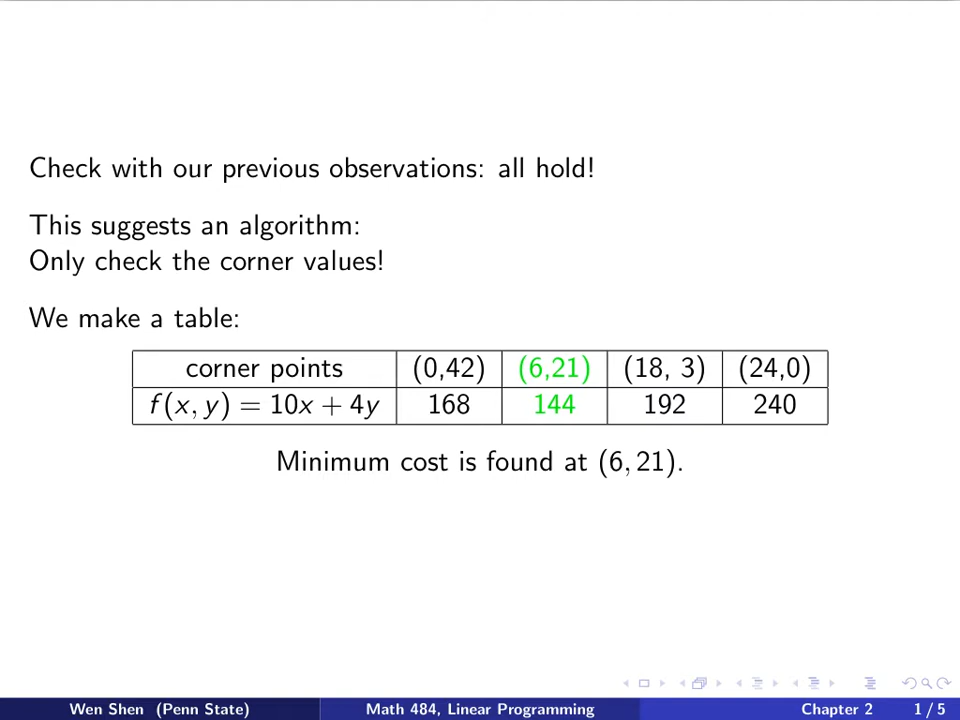 Check with our previous observations: all hold!
This suggests an algorithm:
Only check the corner values!
We make a table:
corner points (0,42) (6,21) (18, 3) (24,0)
f(x, y) = 10x + 4y 168 144 192 240
Minimum cost is found at (6, 21).
Wen Shen (Penn State) Math 484, Linear Programming Chapter 2 1 / 5